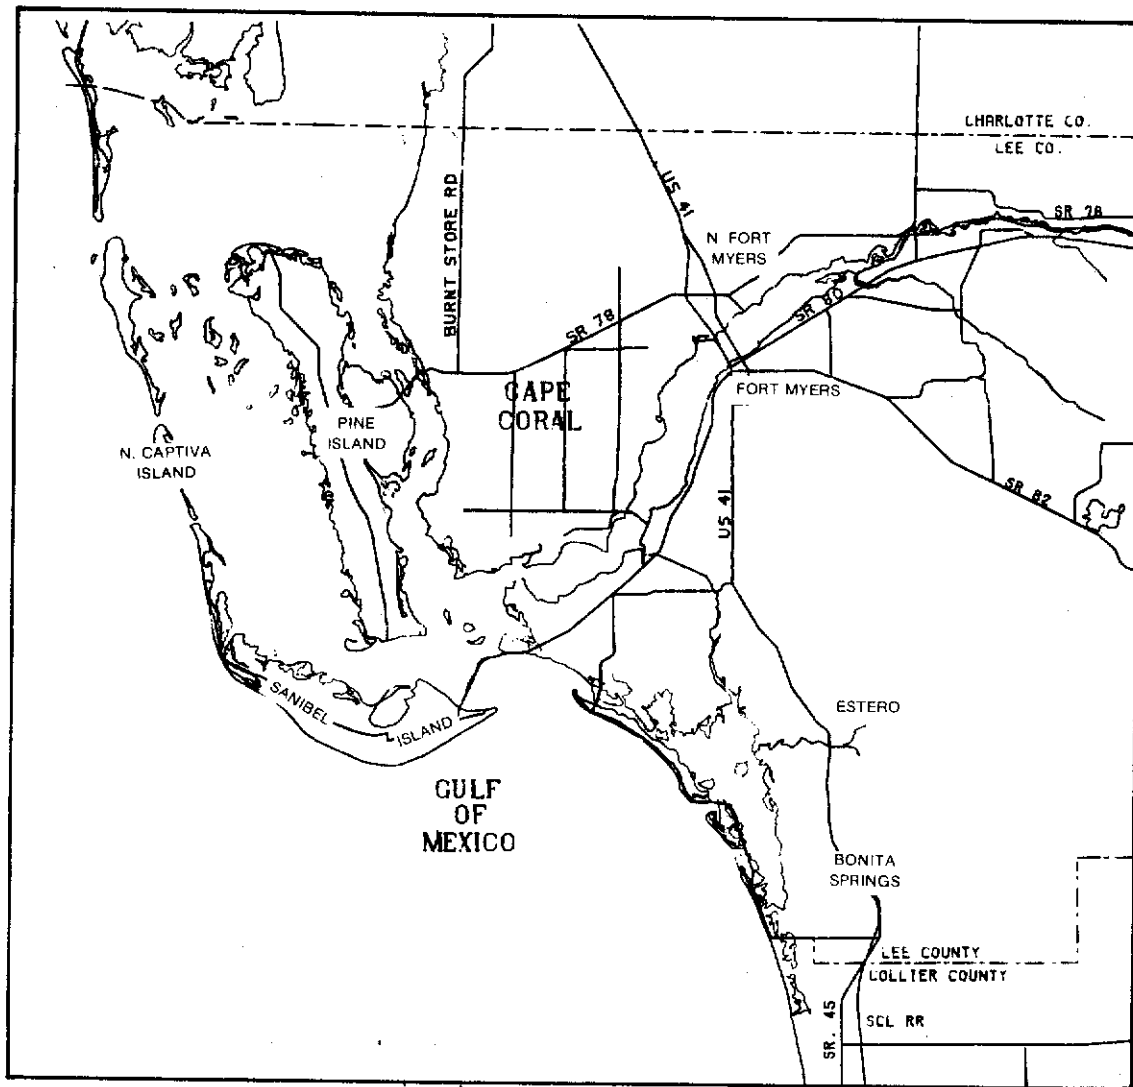 CHARLOTTE CO.
LEE CO.
BURNT STORE RD
US 41
SR 78
N FORT
MYERS
SR 80
SR 78
CAPE
CORAL
FORT MYERS
PINE
ISLAND
N. CAPTIVA
ISLAND
SR 82
US 41
SANIBEL
ISLAND
ESTERO
GULF
OF
MEXICO
BONITA
SPRINGS
LEE COUNTY
COLLIER COUNTY
SR. 45
SCL RR